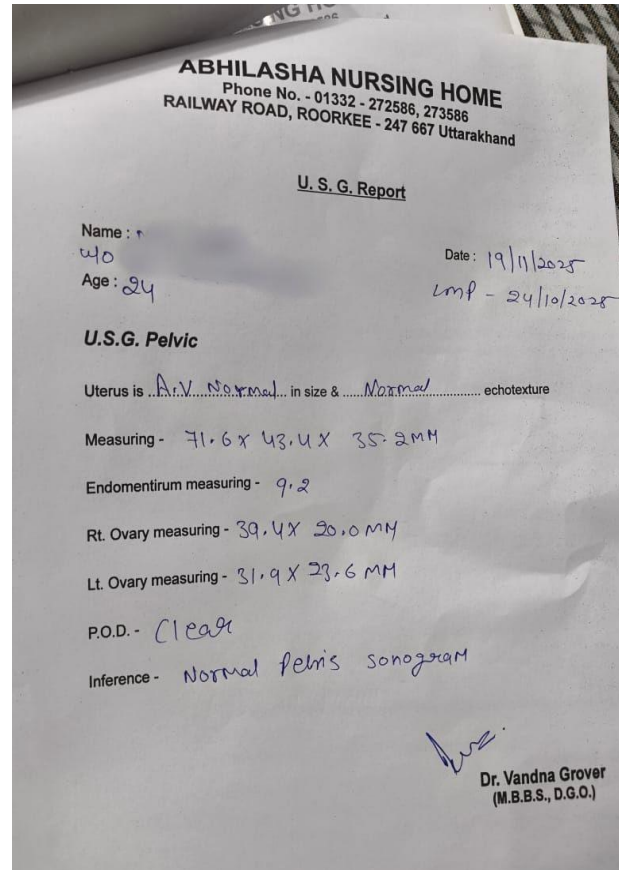 ABHILASHA NURSING HOME
Phone No. - 01332 - 272586, 273586
RAILWAY ROAD, ROORKEE - 247 667 Uttarakhand
U. S. G. Report
Name :
W/O
Date : 19/11/2025
Age : 24
LMP - 24/10/2025
U.S.G. Pelvic
Uterus is A.V. Normal in size & Normal echotexture
Measuring - 71.6 X 43.4 X 35.2 MM
Endomentirum measuring - 9.2
Rt. Ovary measuring - 39.4 X 20.0 MM
Lt. Ovary measuring - 31.9 X 23.6 MM
P.O.D. - Clear
Inference - Normal Pelvis sonogram
Dr. Vandna Grover
(M.B.B.S., D.G.O.)